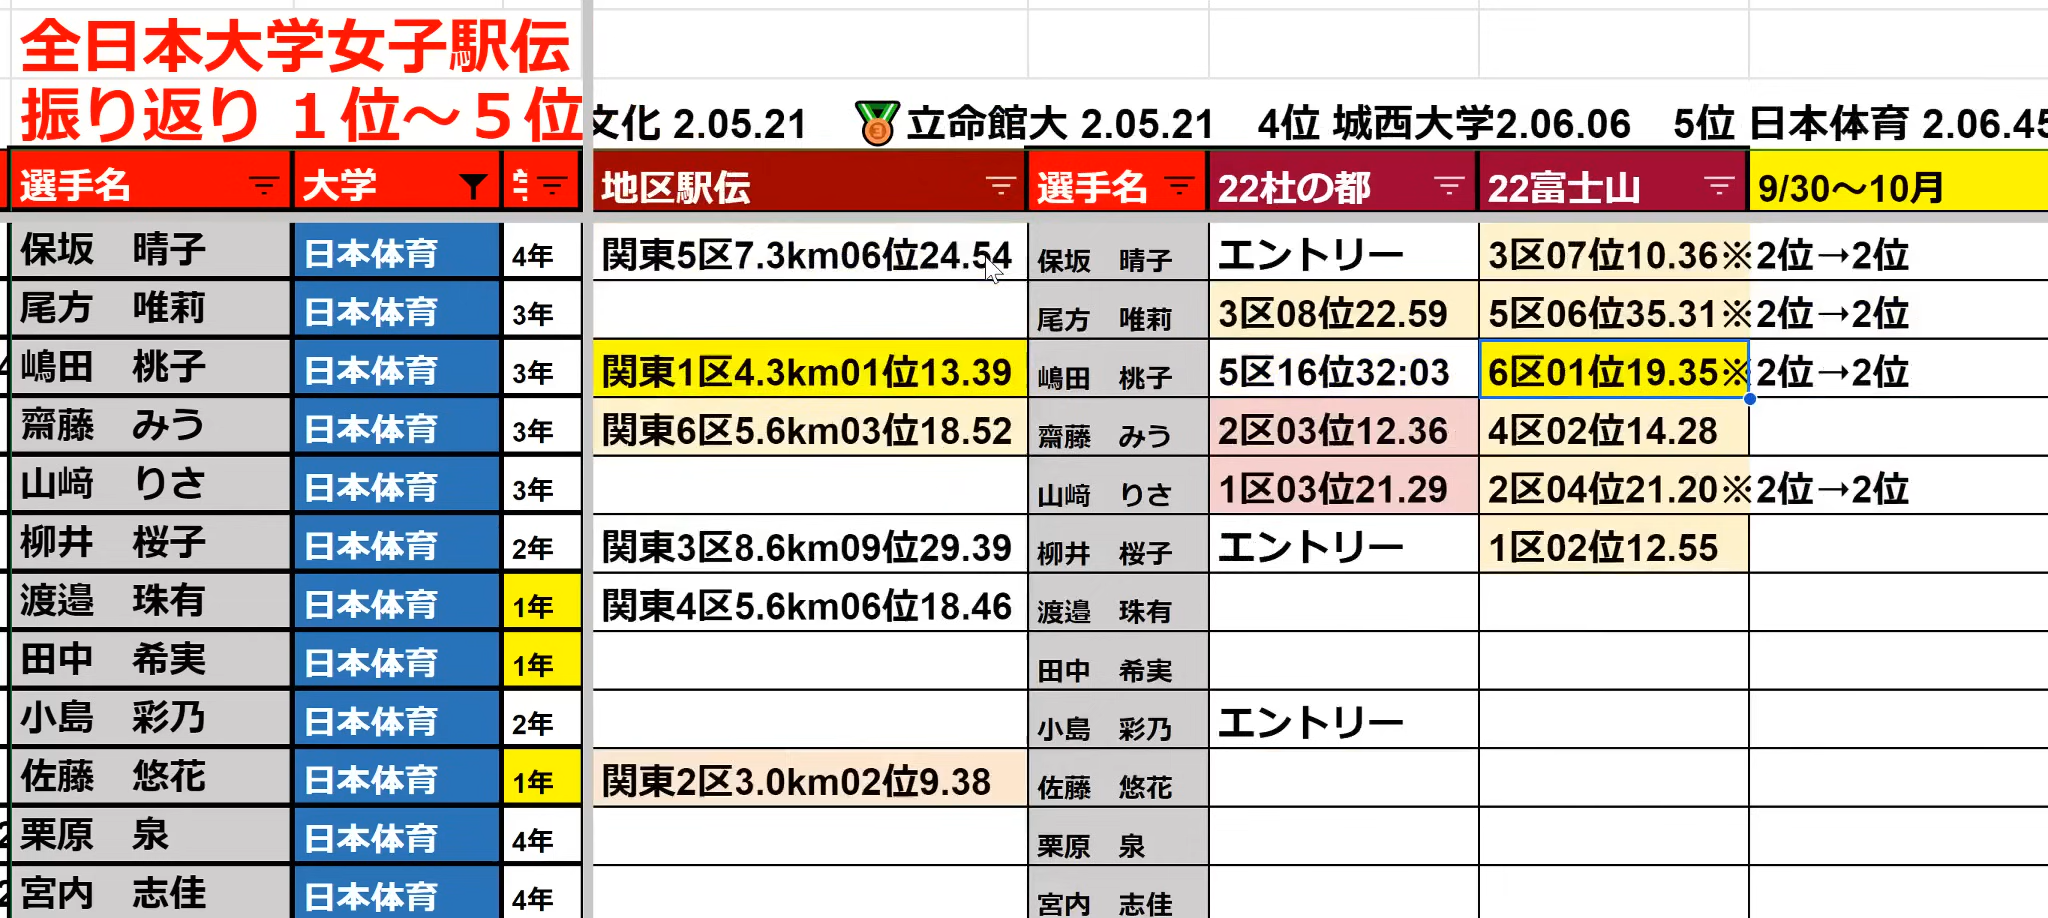 全日本大学女子駅伝
振り返り １位～５位
文化 2.05.21 立命館大 2.05.21 4位 城西大学2.06.06 5位 日本体育 2.06.45
選手名 大学 地区駅伝 選手名 22杜の都 22富士山 9/30～10月
保坂 晴子 日本体育 4年 関東5区7.3km06位24.54 保坂 晴子 エントリー 3区07位10.36※2位→2位
尾方 唯莉 日本体育 3年 尾方 唯莉 3区08位22.59 5区06位35.31※2位→2位
嶋田 桃子 日本体育 3年 関東1区4.3km01位13.39 嶋田 桃子 5区16位32:03 6区01位19.35※2位→2位
齋藤 みう 日本体育 3年 関東6区5.6km03位18.52 齋藤 みう 2区03位12.36 4区02位14.28
山﨑 りさ 日本体育 3年 山﨑 りさ 1区03位21.29 2区04位21.20※2位→2位
柳井 桜子 日本体育 2年 関東3区8.6km09位29.39 柳井 桜子 エントリー 1区02位12.55
渡邉 珠有 日本体育 1年 関東4区5.6km06位18.46 渡邉 珠有
田中 希実 日本体育 1年 田中 希実
小島 彩乃 日本体育 2年 小島 彩乃 エントリー
佐藤 悠花 日本体育 1年 関東2区3.0km02位9.38 佐藤 悠花
栗原 泉 日本体育 4年 栗原 泉
宮内 志佳 日本体育 4年 宮内 志佳